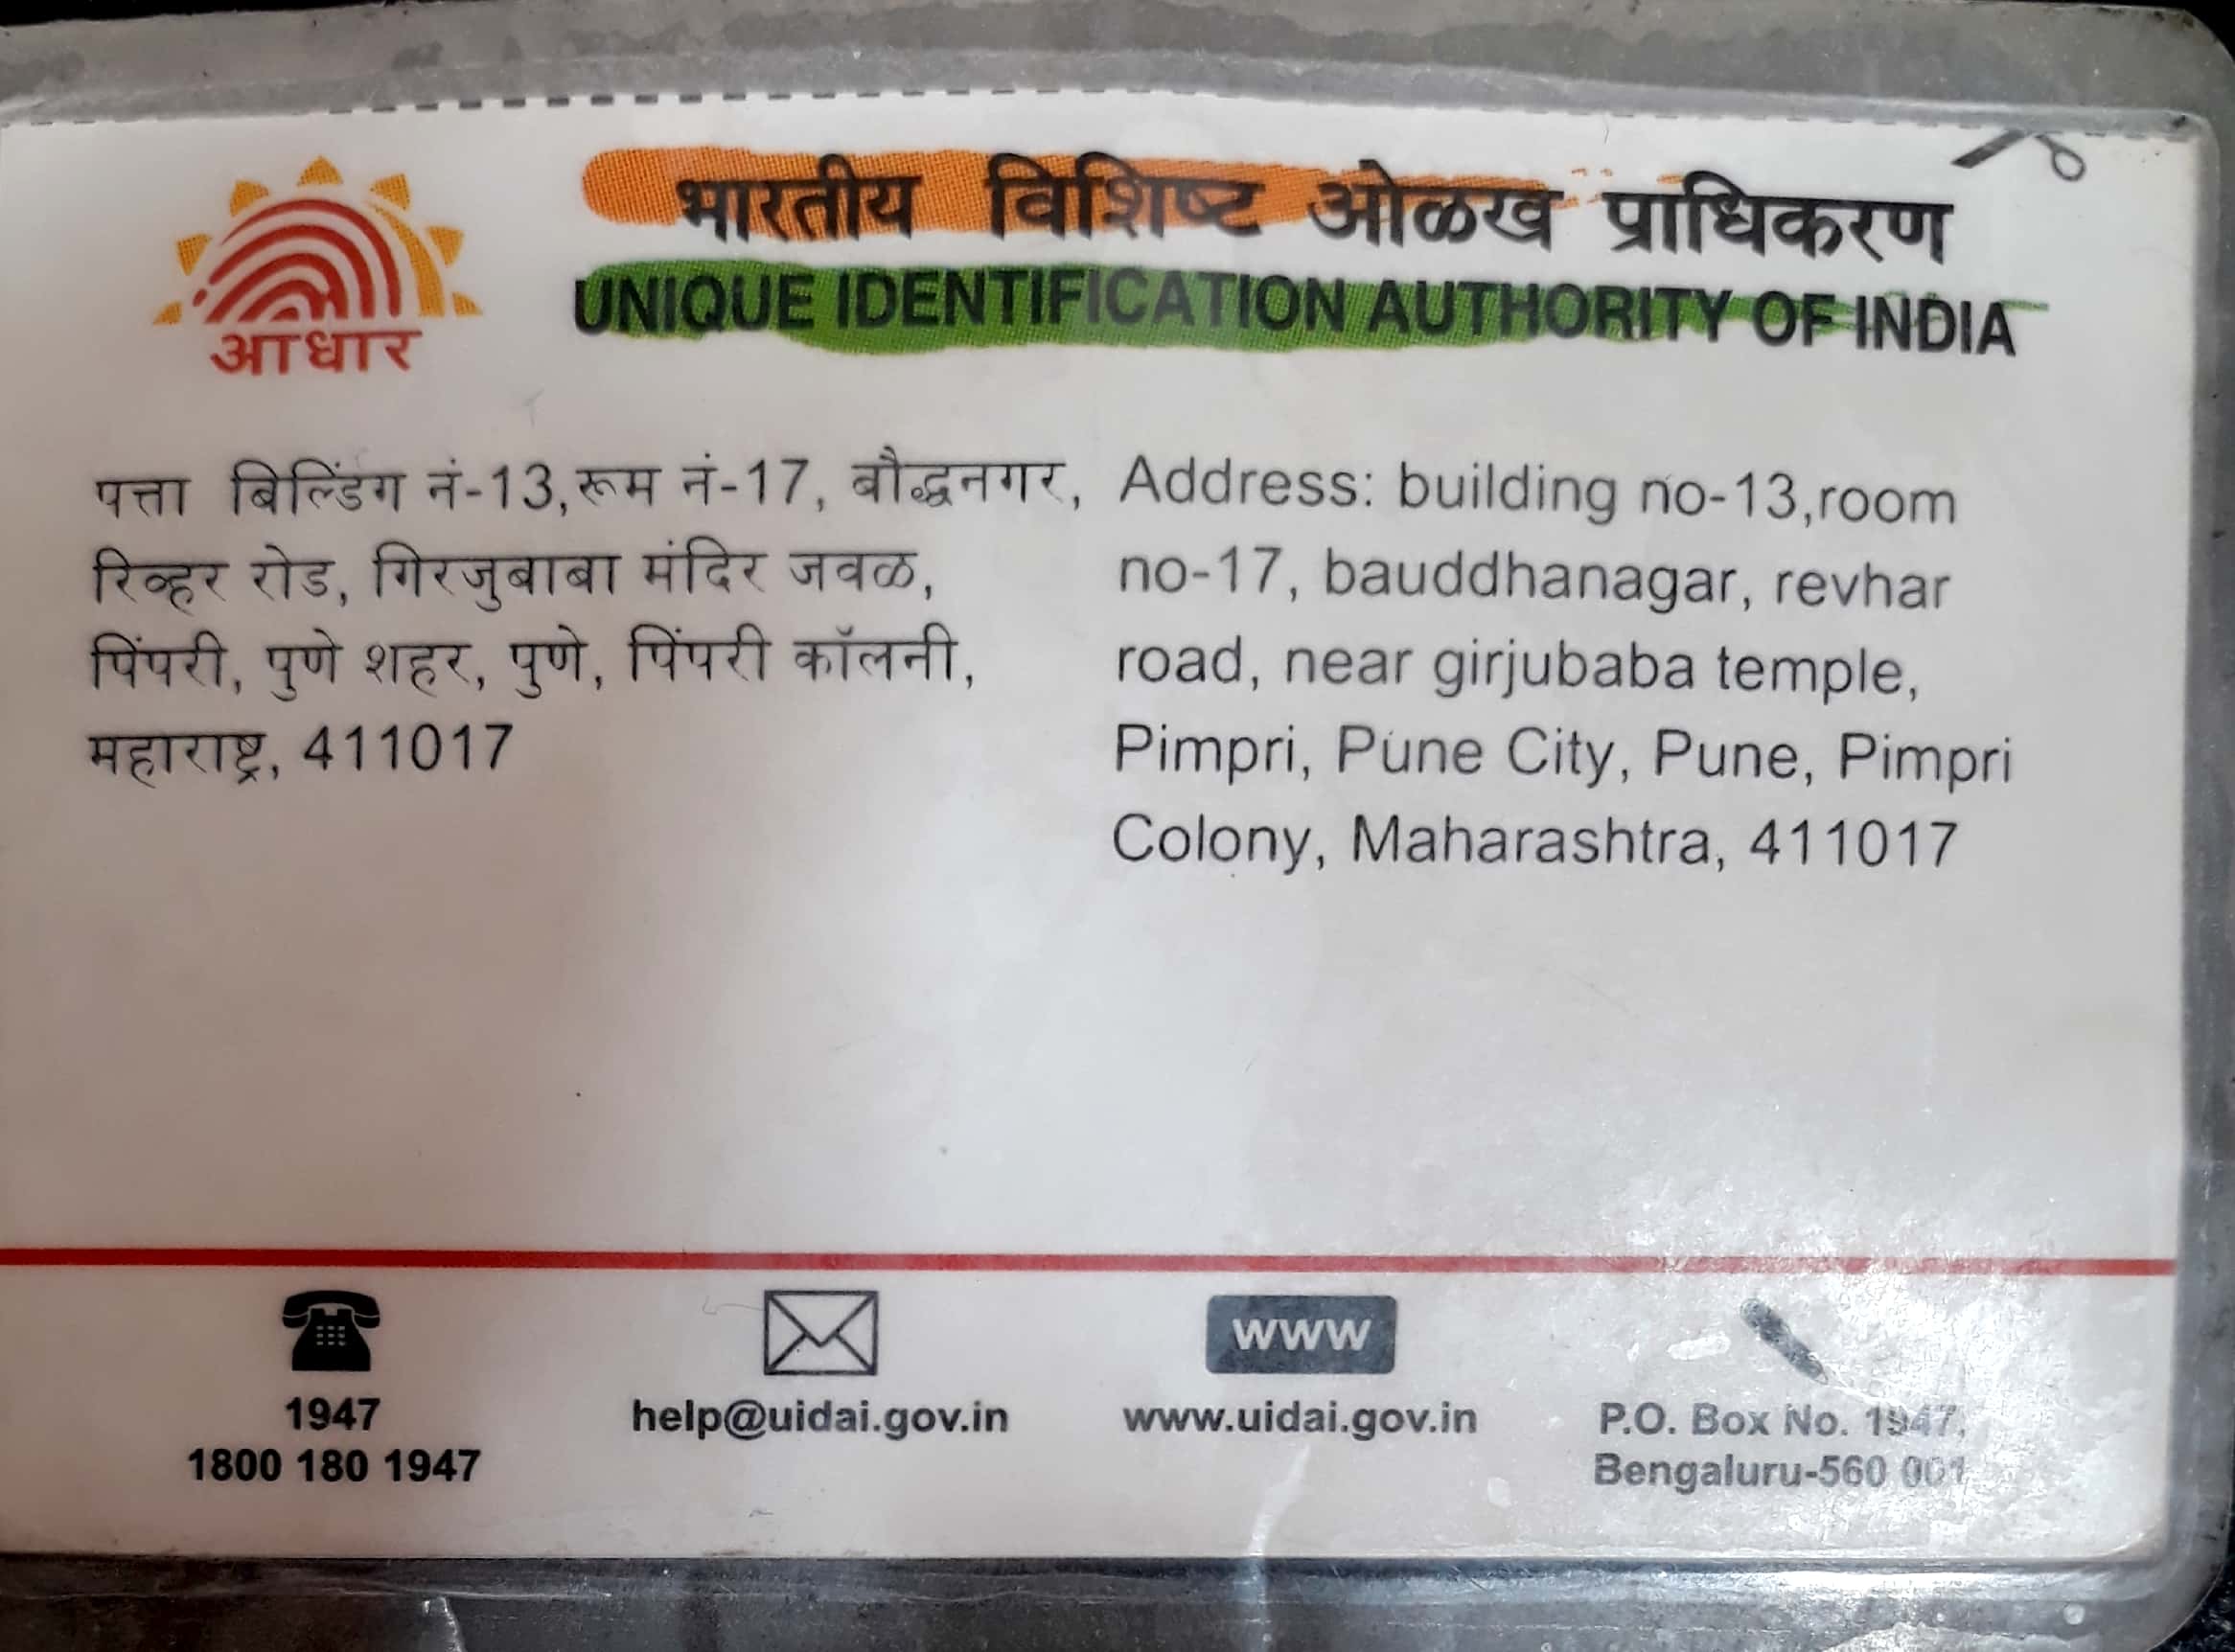 भारतीय विशिष्ट ओळख प्राधिकरण
UNIQUE IDENTIFICATION AUTHORITY OF INDIA
आधार
पत्ता बिल्डिंग नं-13,रूम नं-17, बौद्धनगर,
रिव्हर रोड, गिरजुबाबा मंदिर जवळ,
पिंपरी, पुणे शहर, पुणे, पिंपरी कॉलनी,
महाराष्ट्र, 411017
Address: building no-13,room
no-17, bauddhanagar, revhar
road, near girjubaba temple,
Pimpri, Pune City, Pune, Pimpri
Colony, Maharashtra, 411017
1947
1800 180 1947
help@uidai.gov.in
www
www.uidai.gov.in
P.O. Box No. 1947,
Bengaluru-560 001